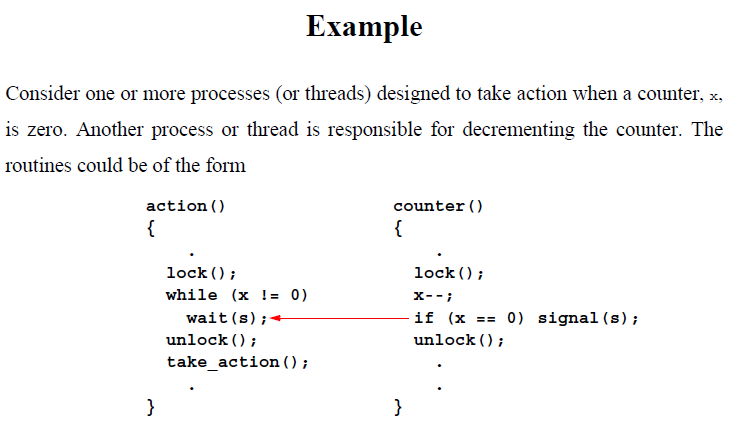 Example
Consider one or more processes (or threads) designed to take action when a counter, x,
is zero. Another process or thread is responsible for decrementing the counter. The
routines could be of the form
action() counter()
{ {
. .
lock(); lock();
while (x != 0) x--;
wait(s); if (x == 0) signal(s);
unlock(); unlock();
take_action(); .
. .
} }